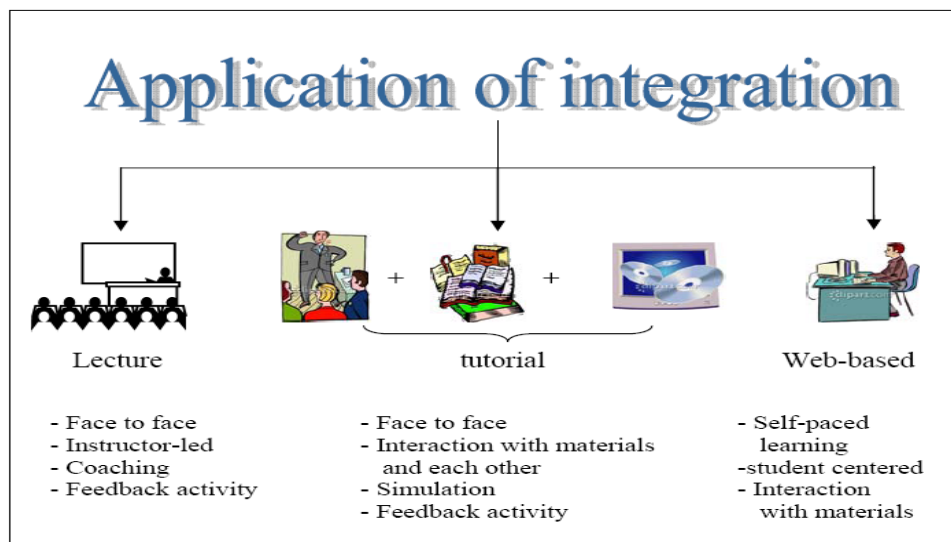 Application of integration
+
+
Lecture
tutorial
Web-based
- Face to face
- Instructor-led
- Coaching
- Feedback activity
- Face to face
- Interaction with materials
and each other
- Simulation
- Feedback activity
- Self-paced
learning
-student centered
- Interaction
with materials